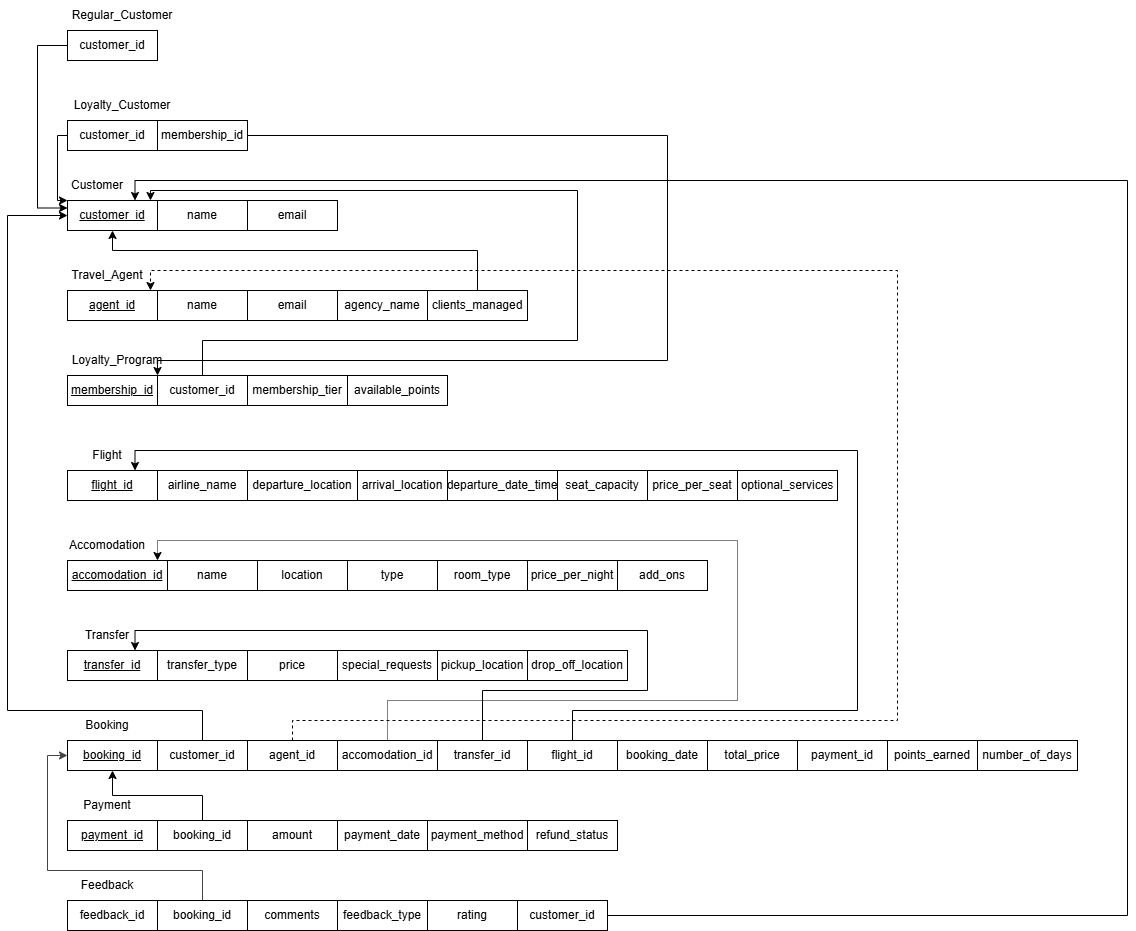 Regular_Customer
customer_id
Loyalty_Customer
customer_id membership_id
Customer
customer_id name email
Travel_Agent
agent_id name email agency_name clients_managed
Loyalty_Program
membership_id customer_id membership_tier available_points
Flight
flight_id airline_name departure_location arrival_location departure_date_time seat_capacity price_per_seat optional_services
Accomodation
accomodation_id name location type room_type price_per_night add_ons
Transfer
transfer_id transfer_type price special_requests pickup_location drop_off_location
Booking
booking_id customer_id agent_id accomodation_id transfer_id flight_id booking_date total_price payment_id points_earned number_of_days
Payment
payment_id booking_id amount payment_date payment_method refund_status
Feedback
feedback_id booking_id comments feedback_type rating customer_id